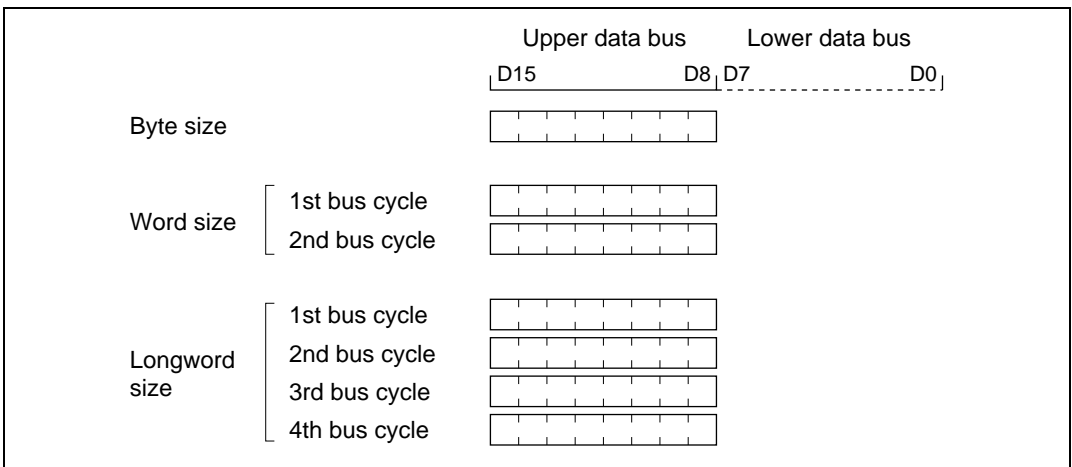 Upper data bus Lower data bus
D15 D8 D7 D0
Byte size
Word size
1st bus cycle
2nd bus cycle
Longword
size
1st bus cycle
2nd bus cycle
3rd bus cycle
4th bus cycle